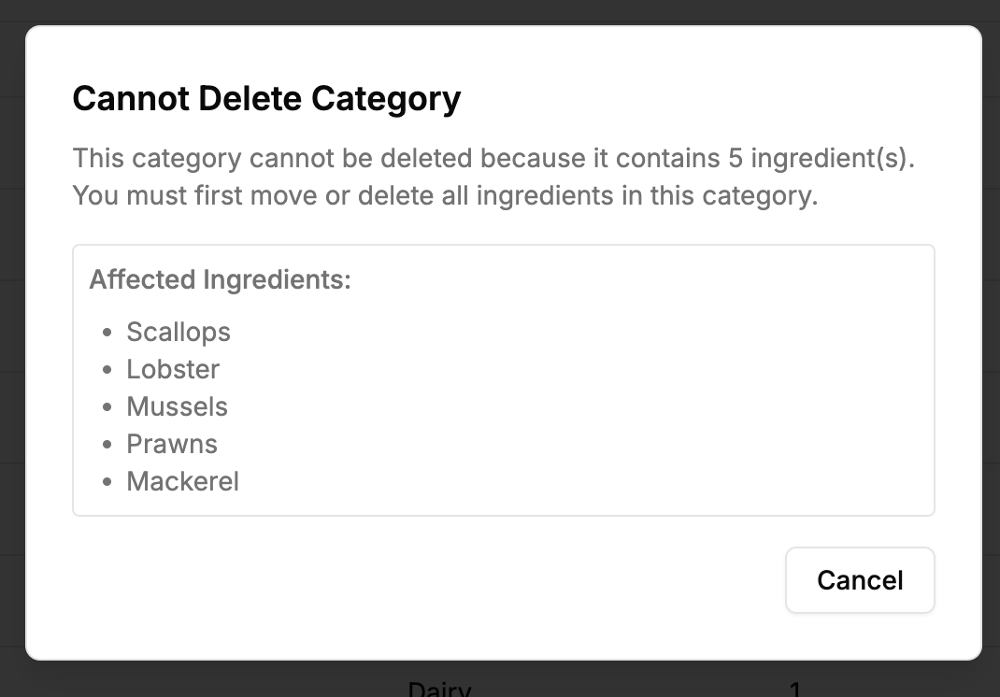 Cannot Delete Category
This category cannot be deleted because it contains 5 ingredient(s).
You must first move or delete all ingredients in this category.
Affected Ingredients:
• Scallops
• Lobster
• Mussels
• Prawns
• Mackerel
Cancel
Dairy 1